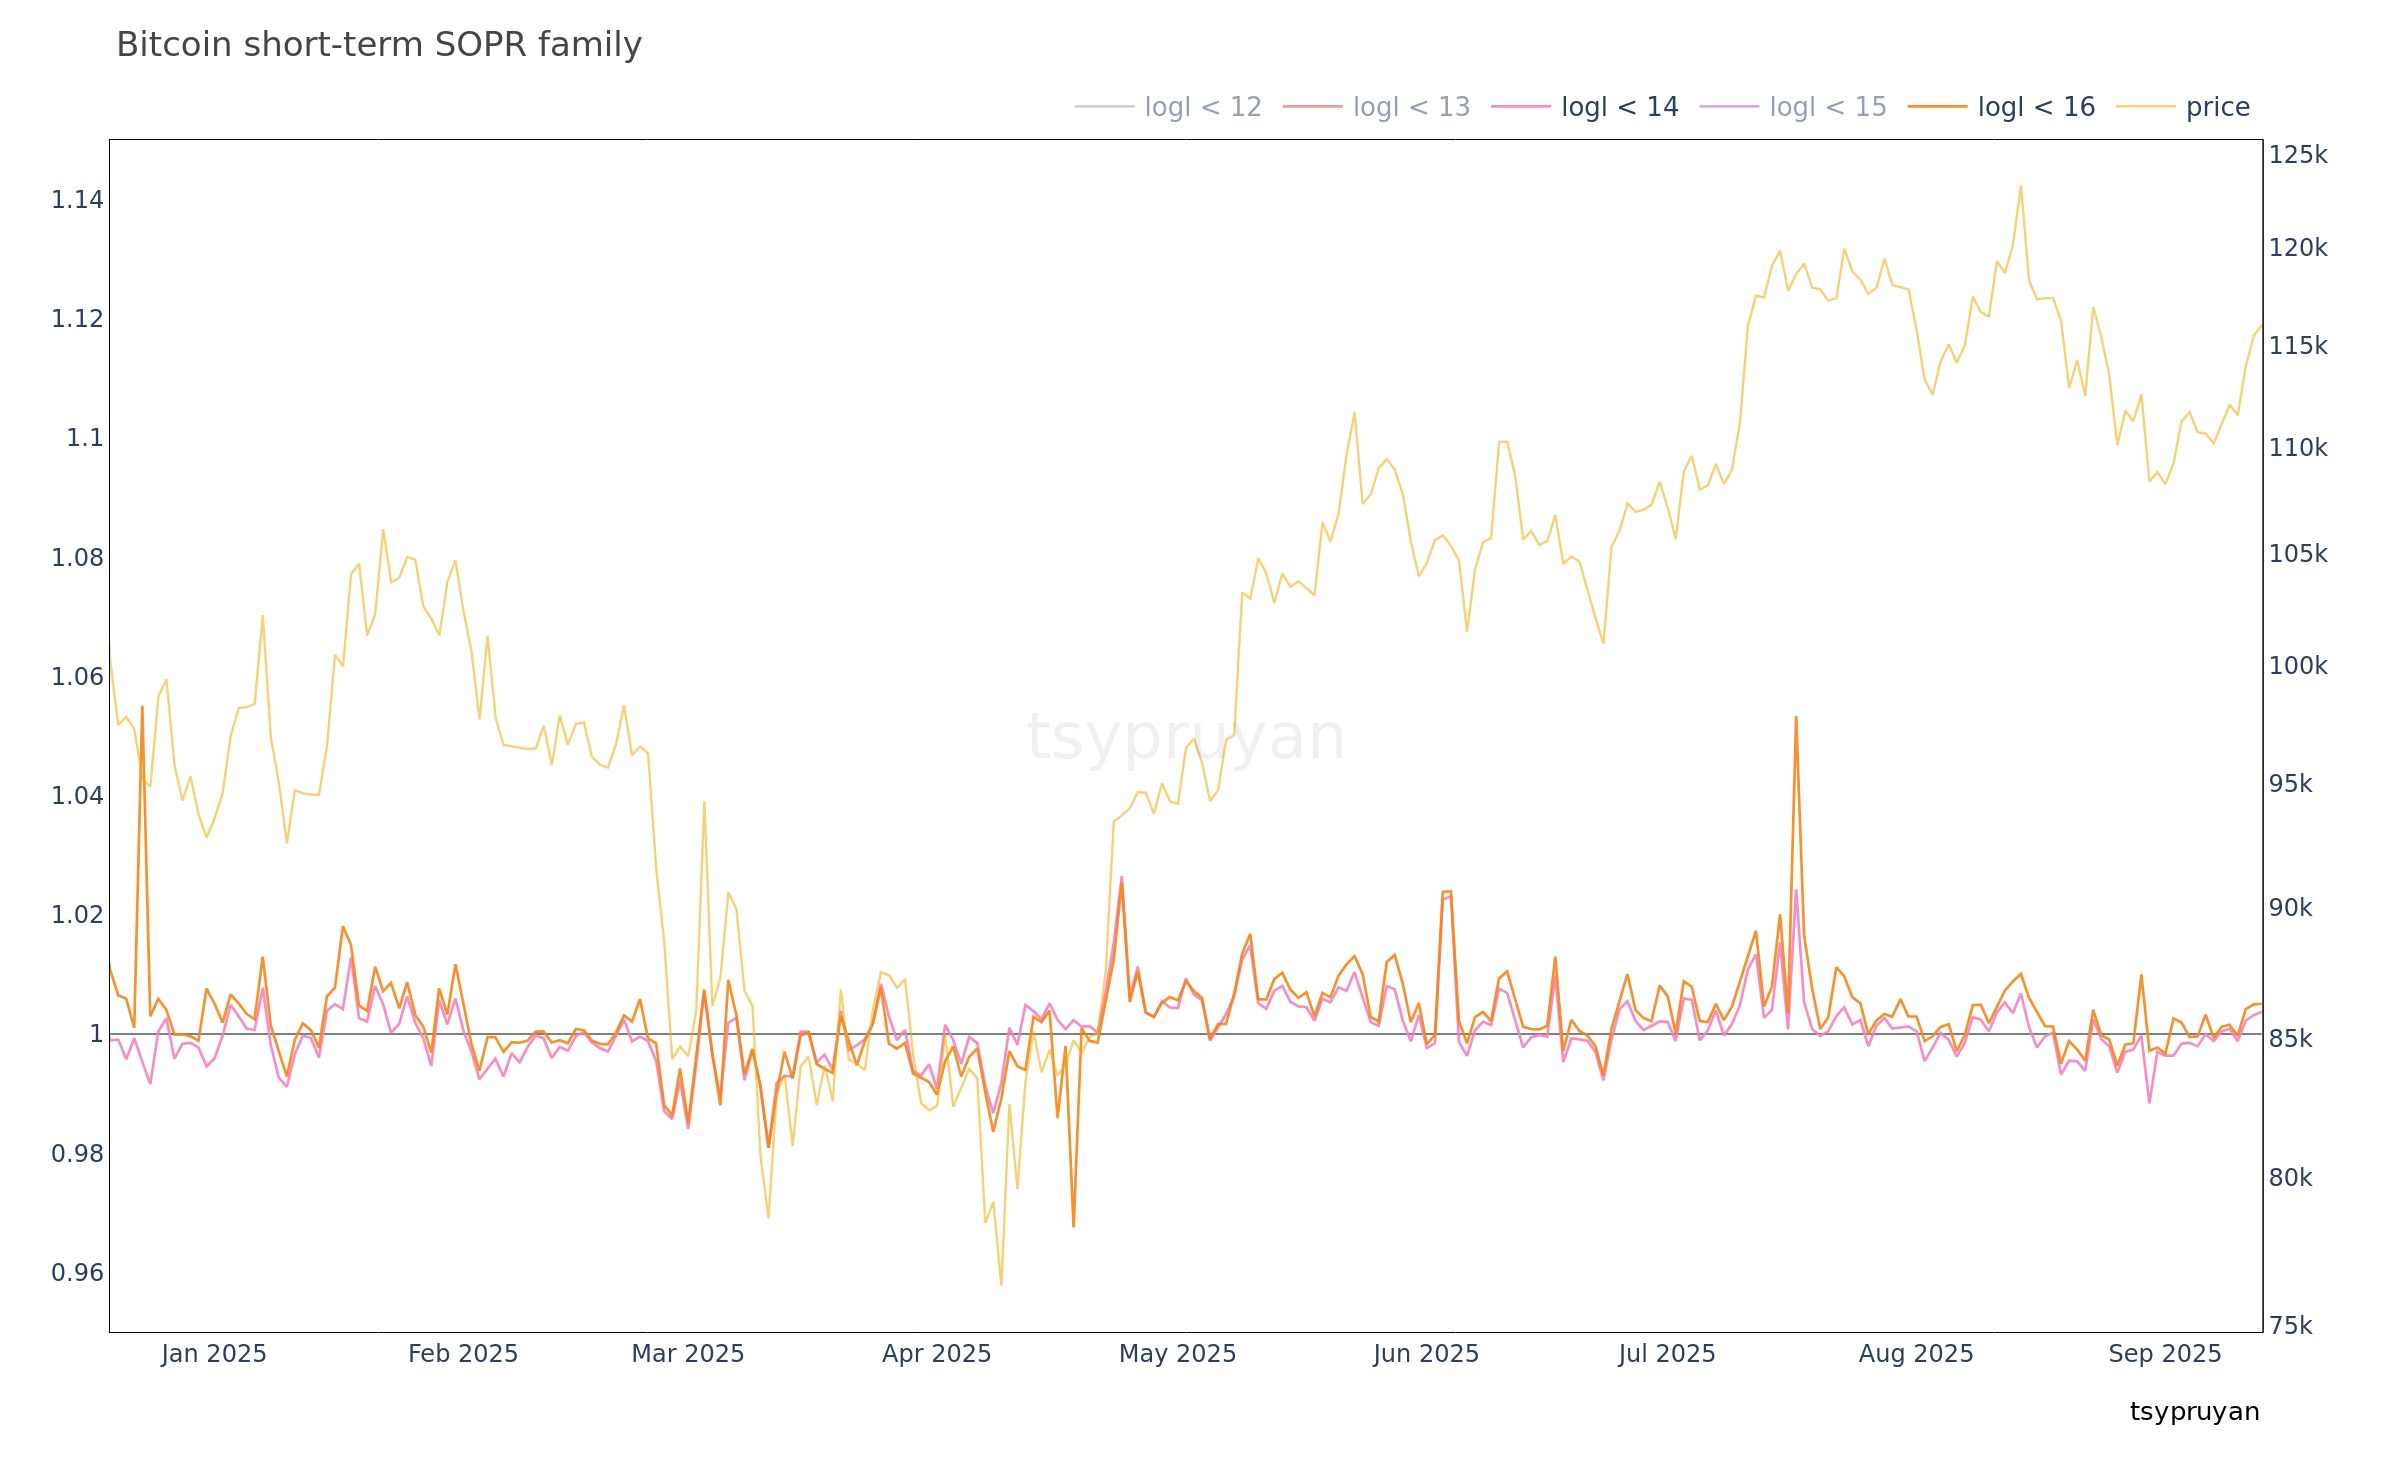 Bitcoin short-term SOPR family
logl < 12 logl < 13 logl < 14 logl < 15 logl < 16 price
1.14
1.12
1.1
1.08
1.06
1.04
1.02
1
0.98
0.96
125k
120k
115k
110k
105k
100k
95k
90k
85k
80k
75k
tsypruyan
Jan 2025 Feb 2025 Mar 2025 Apr 2025 May 2025 Jun 2025 Jul 2025 Aug 2025 Sep 2025
tsypruyan